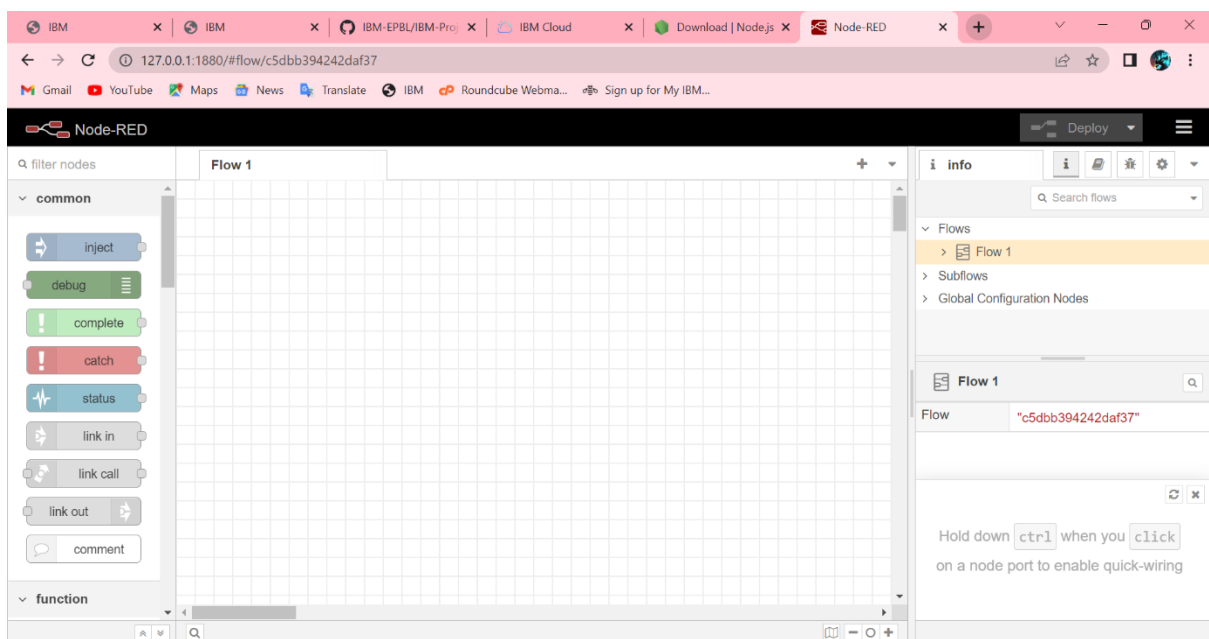 IBM
IBM
IBM-EPBL/IBM-Proj
IBM Cloud
Download | Node.js
Node-RED
127.0.0.1:1880/#flow/c5dbb394242daf37
Gmail YouTube Maps News Translate IBM Roundcube Webma... Sign up for My IBM...
Node-RED
Deploy
filter nodes
Flow 1
info
common
Search flows
inject
debug
complete
catch
status
link in
link call
link out
comment
function
Flows
Flow 1
Subflows
Global Configuration Nodes
Flow 1
Flow "c5dbb394242daf37"
Hold down ctrl when you click
on a node port to enable quick-wiring